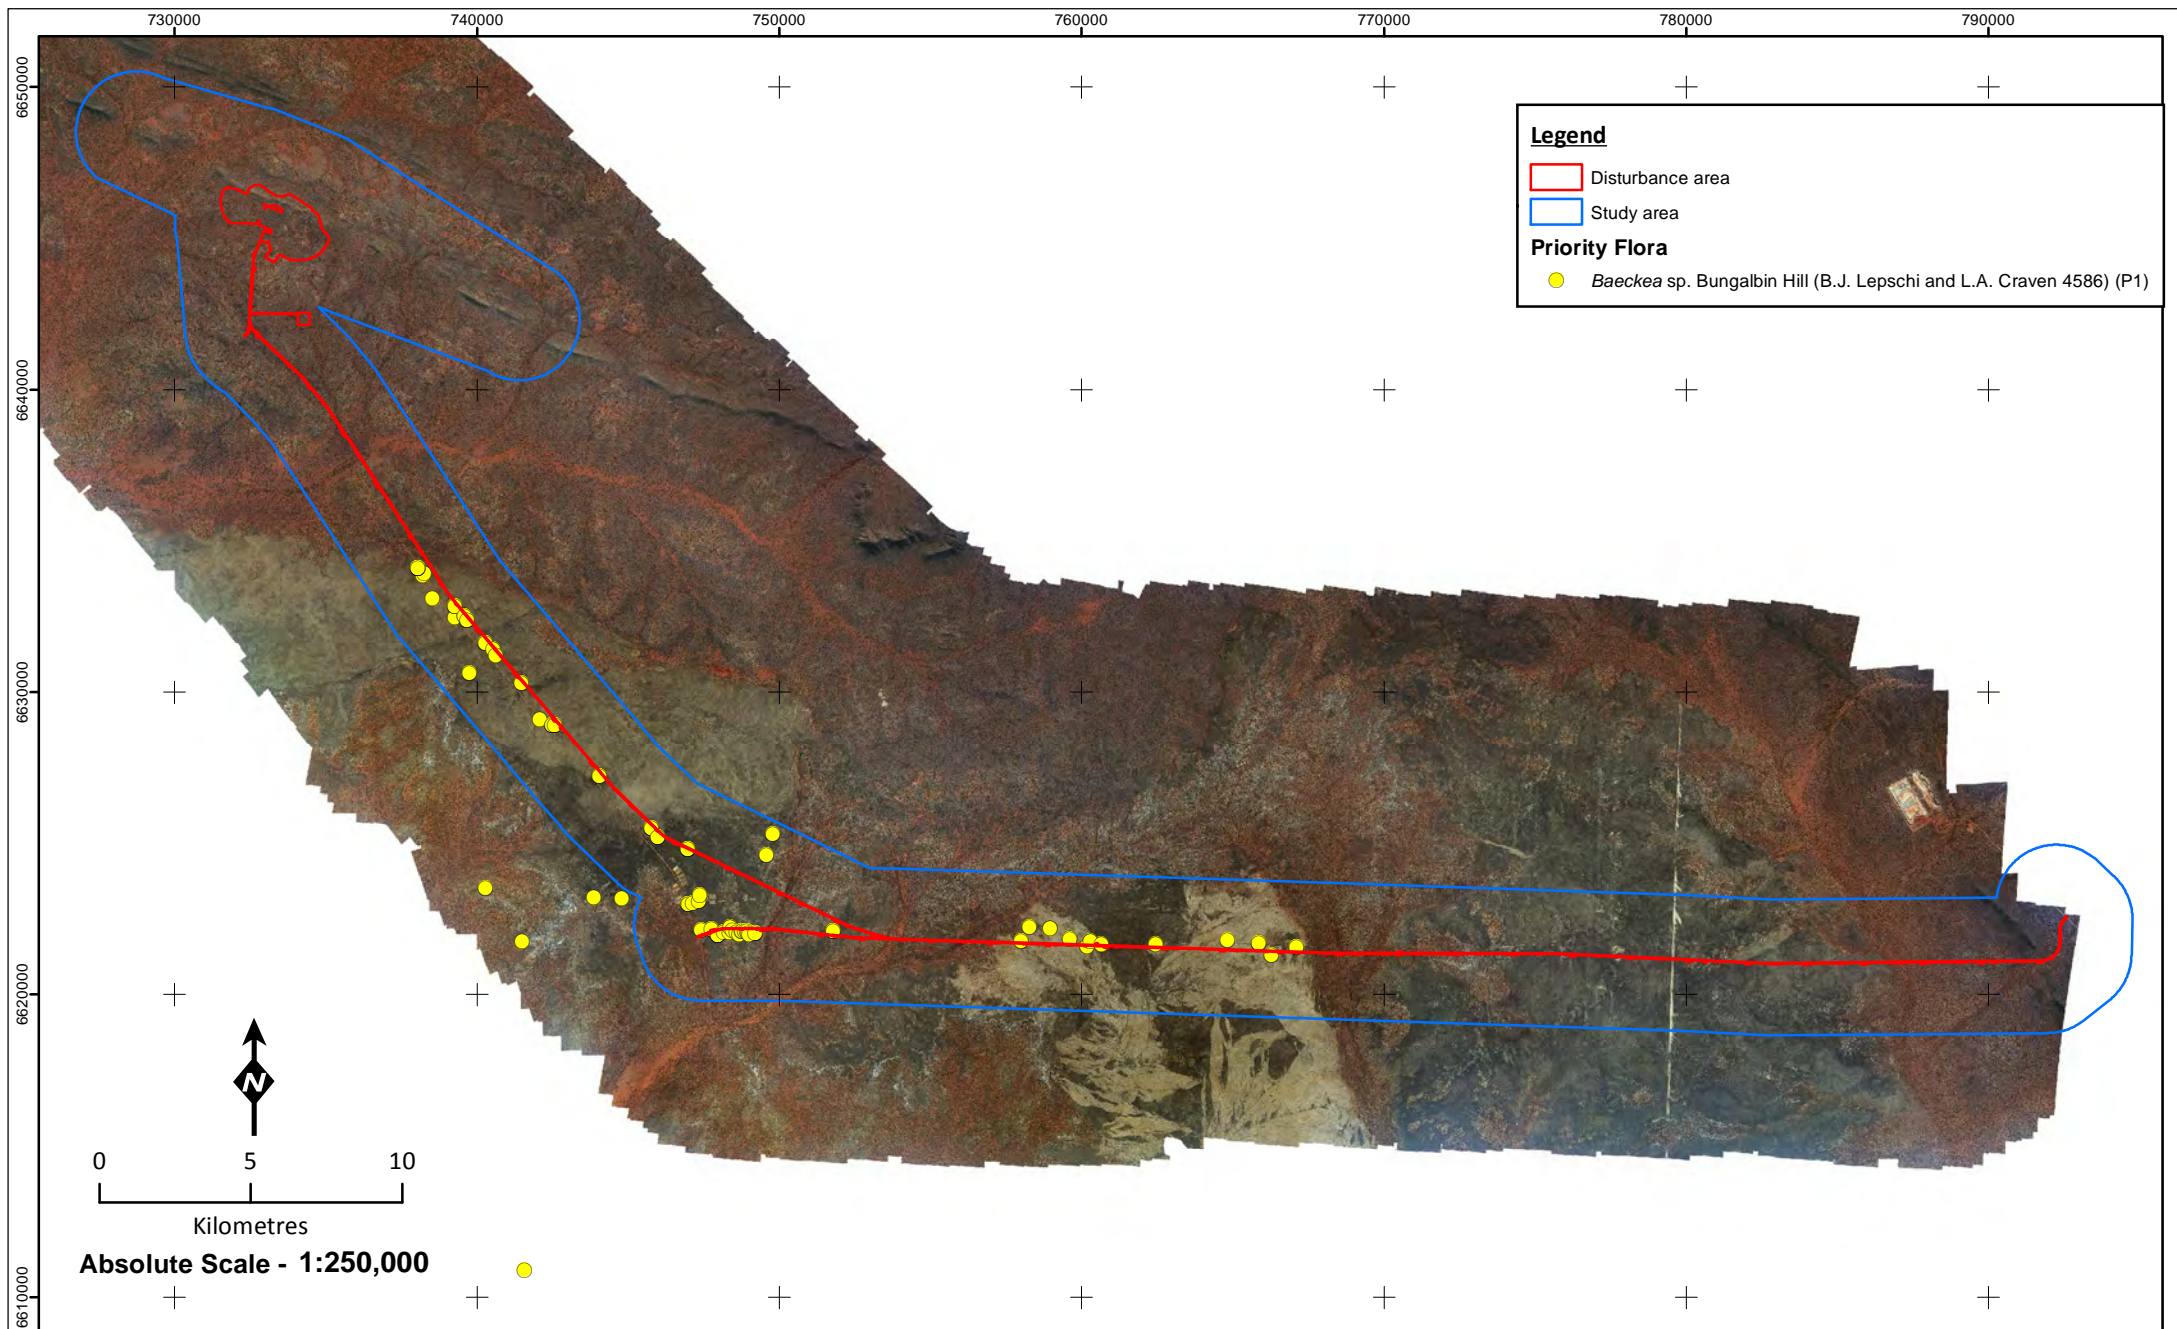 730000 740000 750000 760000 770000 780000 790000
6650000
6640000
6630000
6620000
6610000
Legend
Disturbance area
Study area
Priority Flora
Baeckea sp. Bungalbin Hill (B.J. Lepschi and L.A. Craven 4586) (P1)
N
0 5 10
Kilometres
Absolute Scale - 1:250,000